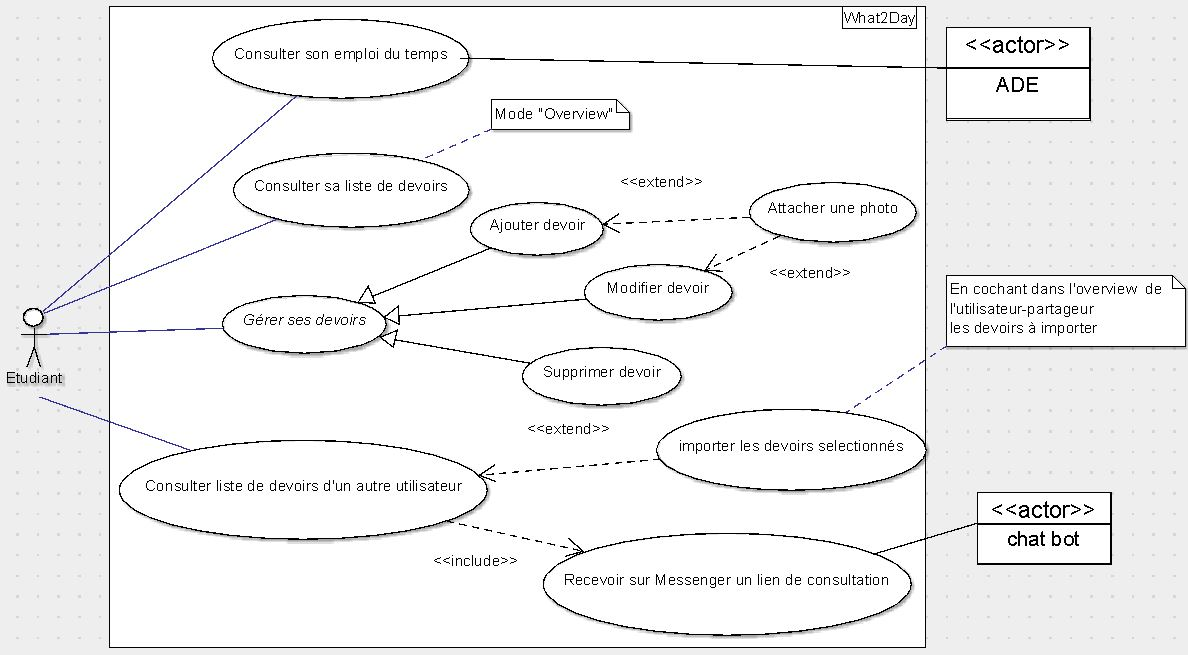 What2Day
Consulter son emploi du temps
<<actor>>
ADE
Mode "Overview"
Consulter sa liste de devoirs
<<extend>>
Attacher une photo
Ajouter devoir
<<extend>>
Modifier devoir
En cochant dans l'overview de
l'utilisateur-partageur
les devoirs à importer
Gérer ses devoirs
Etudiant
Supprimer devoir
<<extend>>
importer les devoirs selectionnés
Consulter liste de devoirs d'un autre utilisateur
<<actor>>
chat bot
<<include>>
Recevoir sur Messenger un lien de consultation